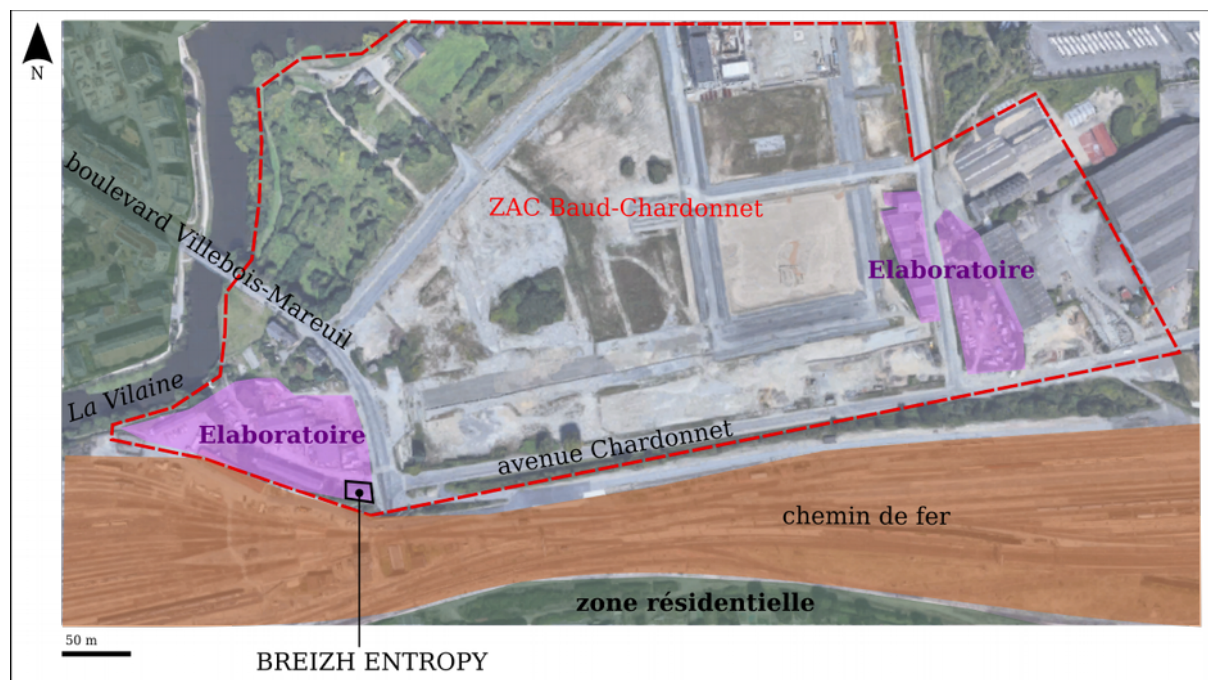 N
boulevard Villebois-Mareuil
ZAC Baud-Chardonnet
Elaboratoire
La Vilaine
Elaboratoire
avenue Chardonnet
chemin de fer
zone résidentielle
50 m
BREIZH ENTROPY